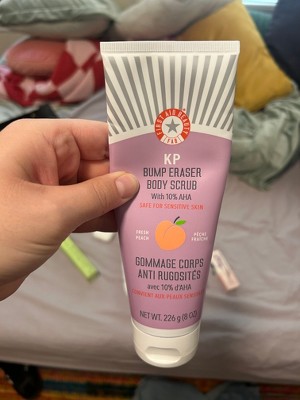 FIRST AID BEAUTY
KP
BUMP ERASER
BODY SCRUB
With 10% AHA
SAFE FOR SENSITIVE SKIN
FRESH PEACH
PÊCHE FRAÎCHE
GOMMAGE CORPS
ANTI RUGOSITÉS
avec 10% d'AHA
CONVIENT AUX PEAUX SENSIBLES
NET WT. 226 g (8 OZ)